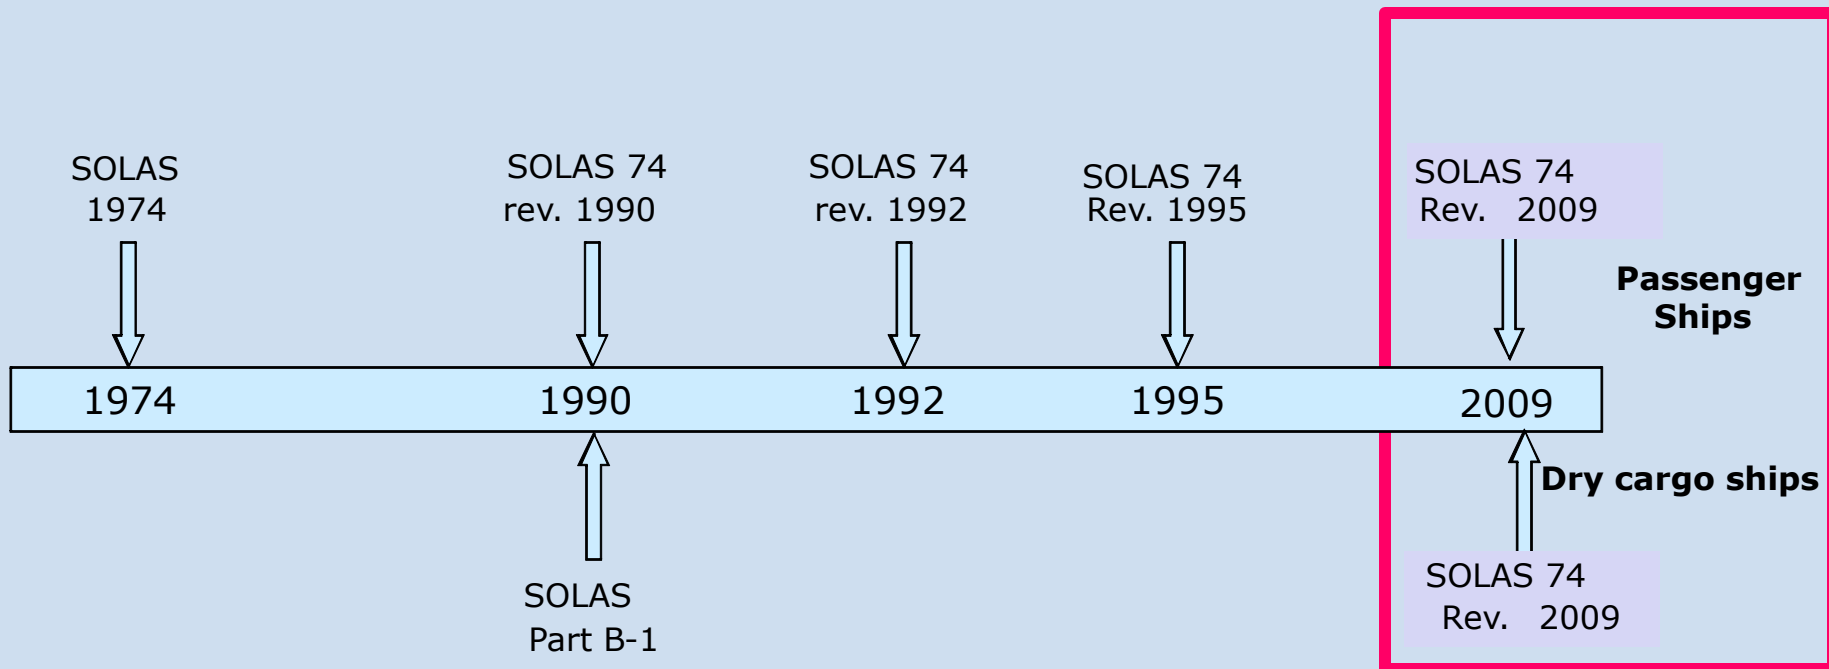 SOLAS
1974
SOLAS 74
rev. 1990
SOLAS 74
rev. 1992
SOLAS 74
Rev. 1995
SOLAS 74
Rev. 2009
Passenger
Ships
1974
1990
1992
1995
2009
Dry cargo ships
SOLAS
Part B-1
SOLAS 74
Rev. 2009